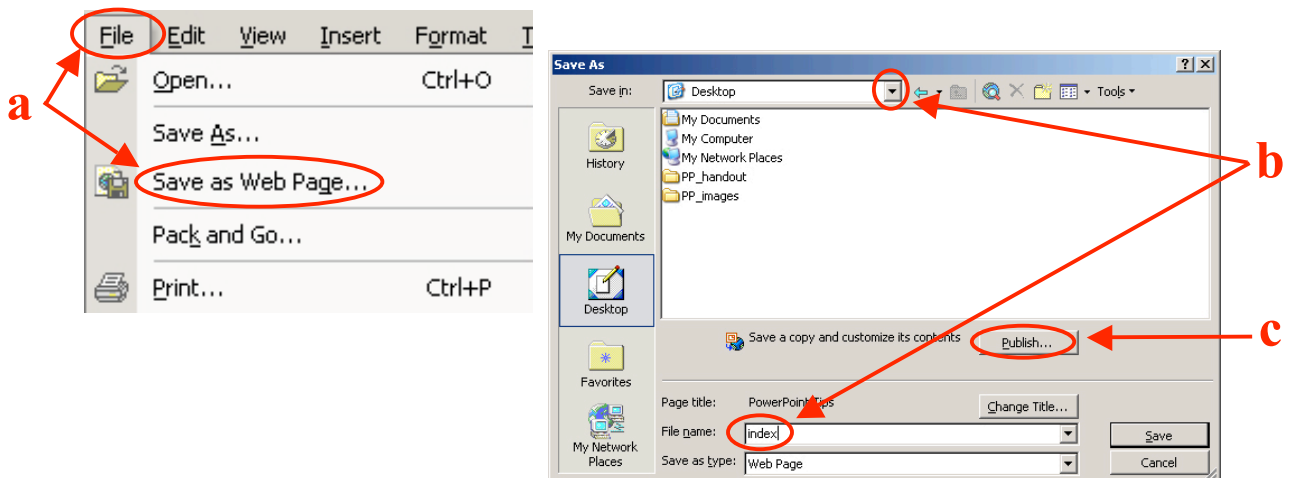 File Edit View Insert Format T
Open... Ctrl+O
Save As...
Save as Web Page...
Pack and Go...
Print... Ctrl+P
a
Save As
Save in: Desktop Tools
History
My Documents
Desktop
Favorites
My Network
Places
My Documents
My Computer
My Network Places
PP_handout
PP_images
Save a copy and customize its contents Publish...
Page title: PowerPoint Tips Change Title...
File name: index Save
Save as type: Web Page Cancel
b
c